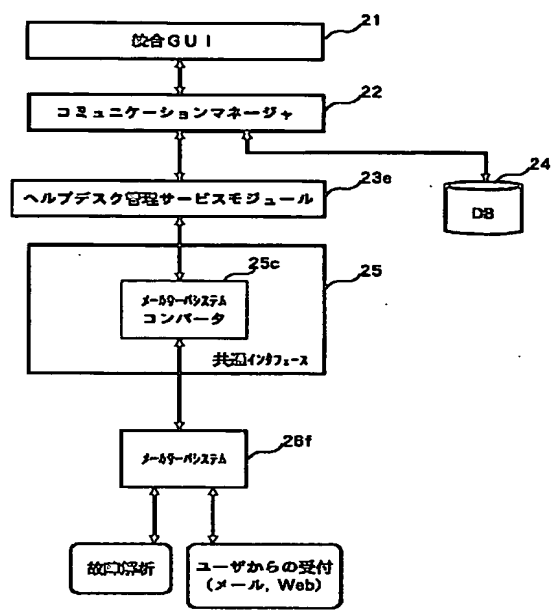 統合GUI
21
コミュニケーションマネージャ
22
ヘルプデスク管理サービスモジュール
23e
24
DB
25c
25
メールサーバシステム
コンバータ
共通インタフェース
メールサーバシステム
26f
故障解析
ユーザからの受付
(メール, Web)